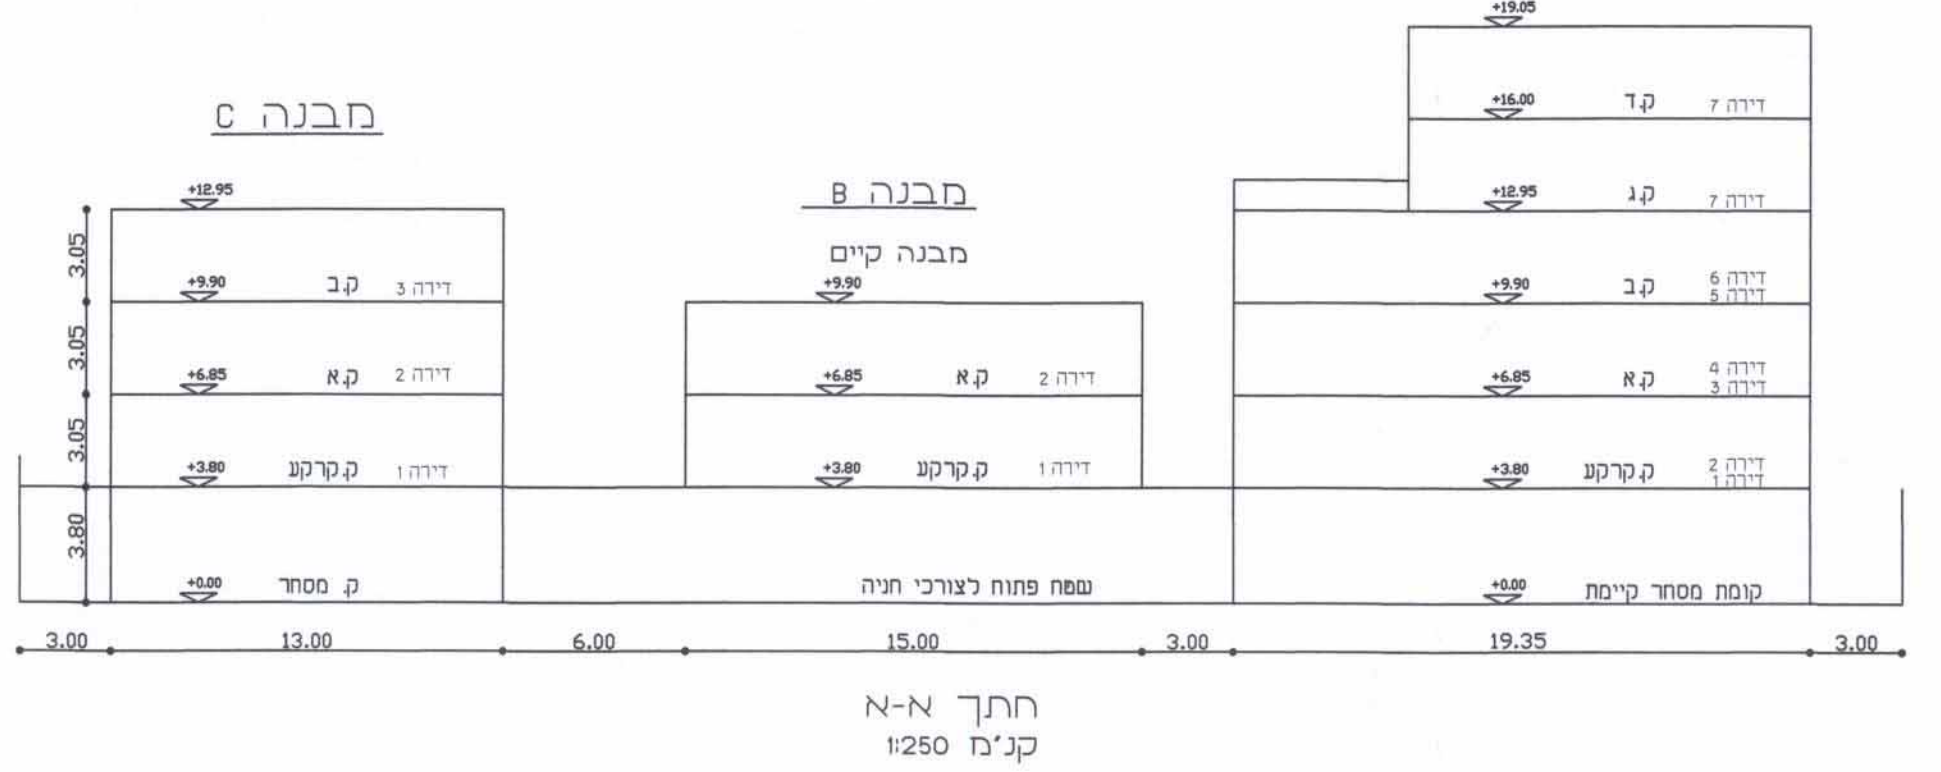 מבנה C
+12.95
3.05
+9.90
ק.ב
דירה 3
3.05
+6.85
ק.א
דירה 2
3.05
+3.80
ק.קרקע
דירה 1
3.80
+0.00
ק. מסחר
מבנה B
מבנה קיים
+9.90
+6.85
ק.א
דירה 2
+3.80
ק.קרקע
דירה 1
שטח פתוח לצורכי חניה
+19.05
+16.00
ק.ד
דירה 7
+12.95
ק.ג
דירה 7
+9.90
ק.ב
דירה 6
דירה 5
+6.85
ק.א
דירה 4
דירה 3
+3.80
ק.קרקע
דירה 2
דירה 1
+0.00
קומת מסחר קיימת
3.00
13.00
6.00
15.00
3.00
19.35
3.00
חתך א-א
קנ'מ 1:250